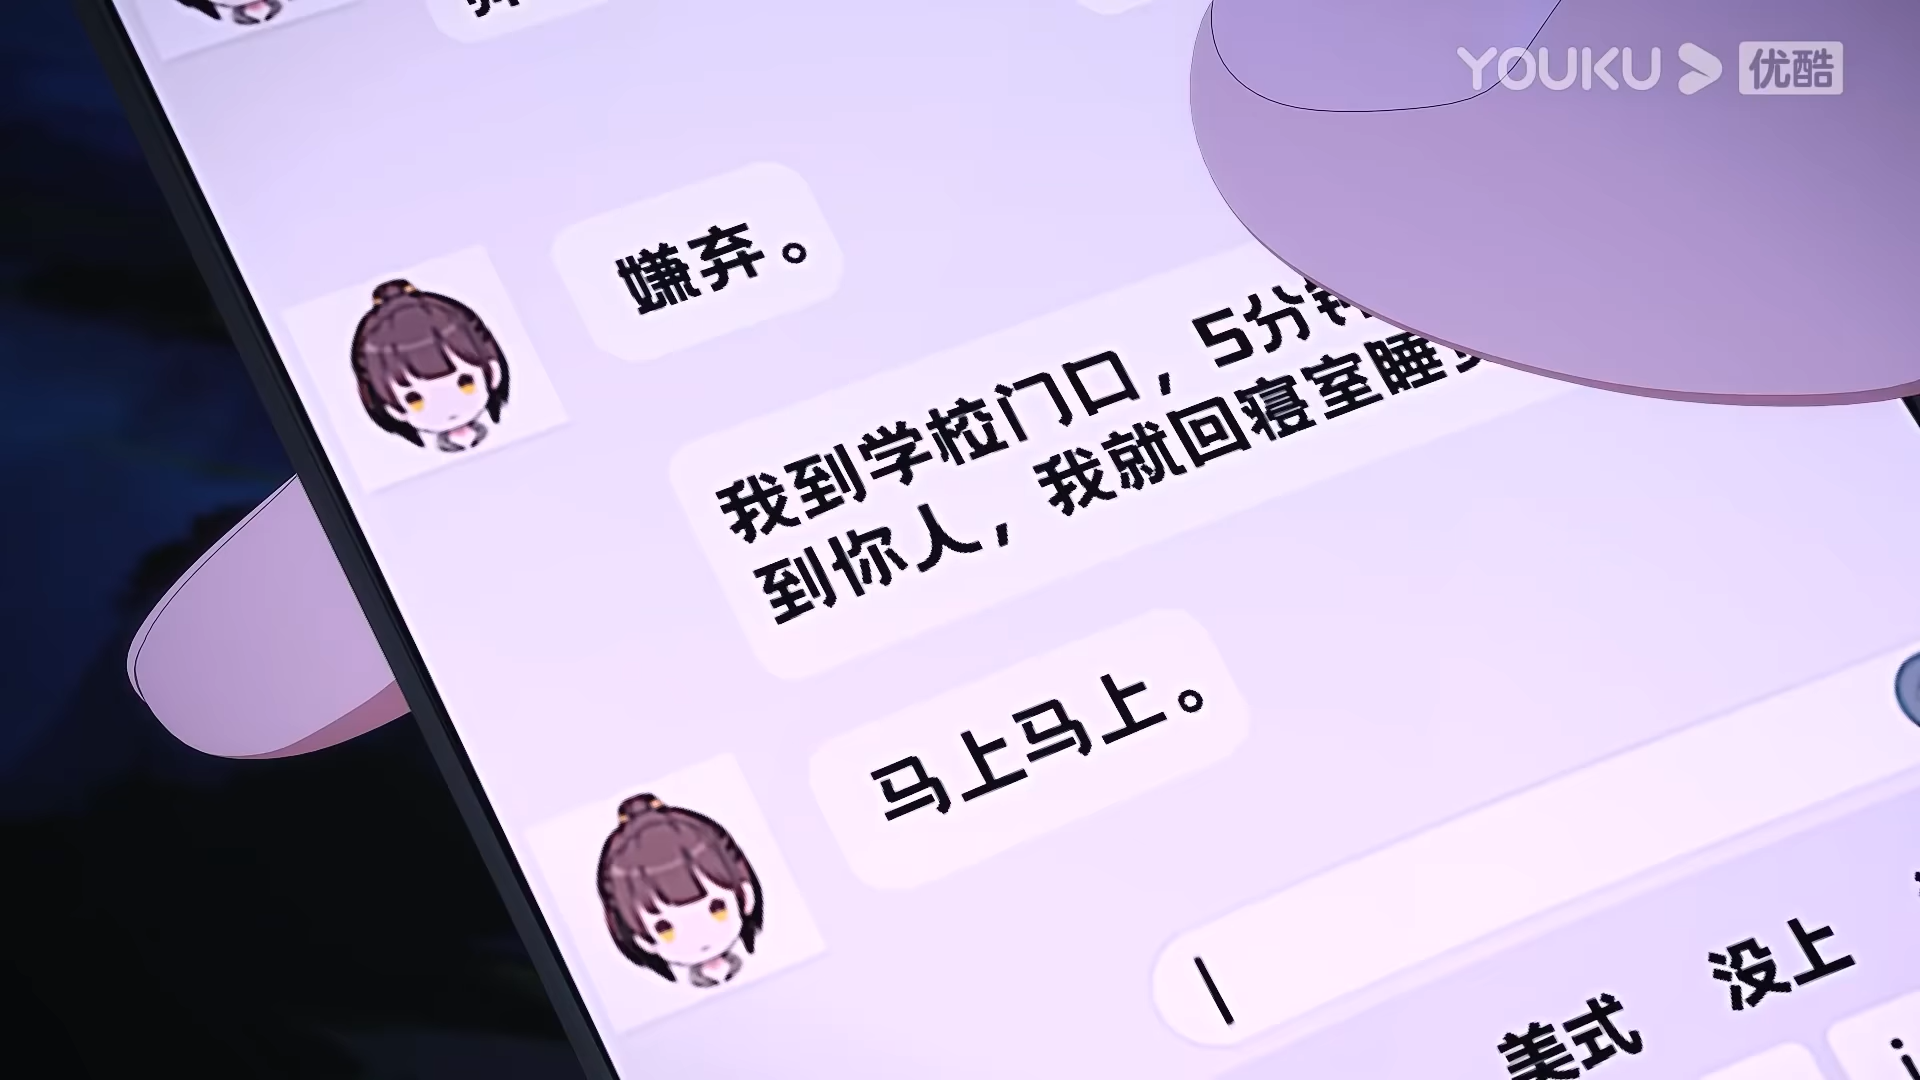 YOUKU 优酷
嫌弃。
我到学校门口，5分钟
到你人，我就回寝室睡
马上马上。
没上
美式